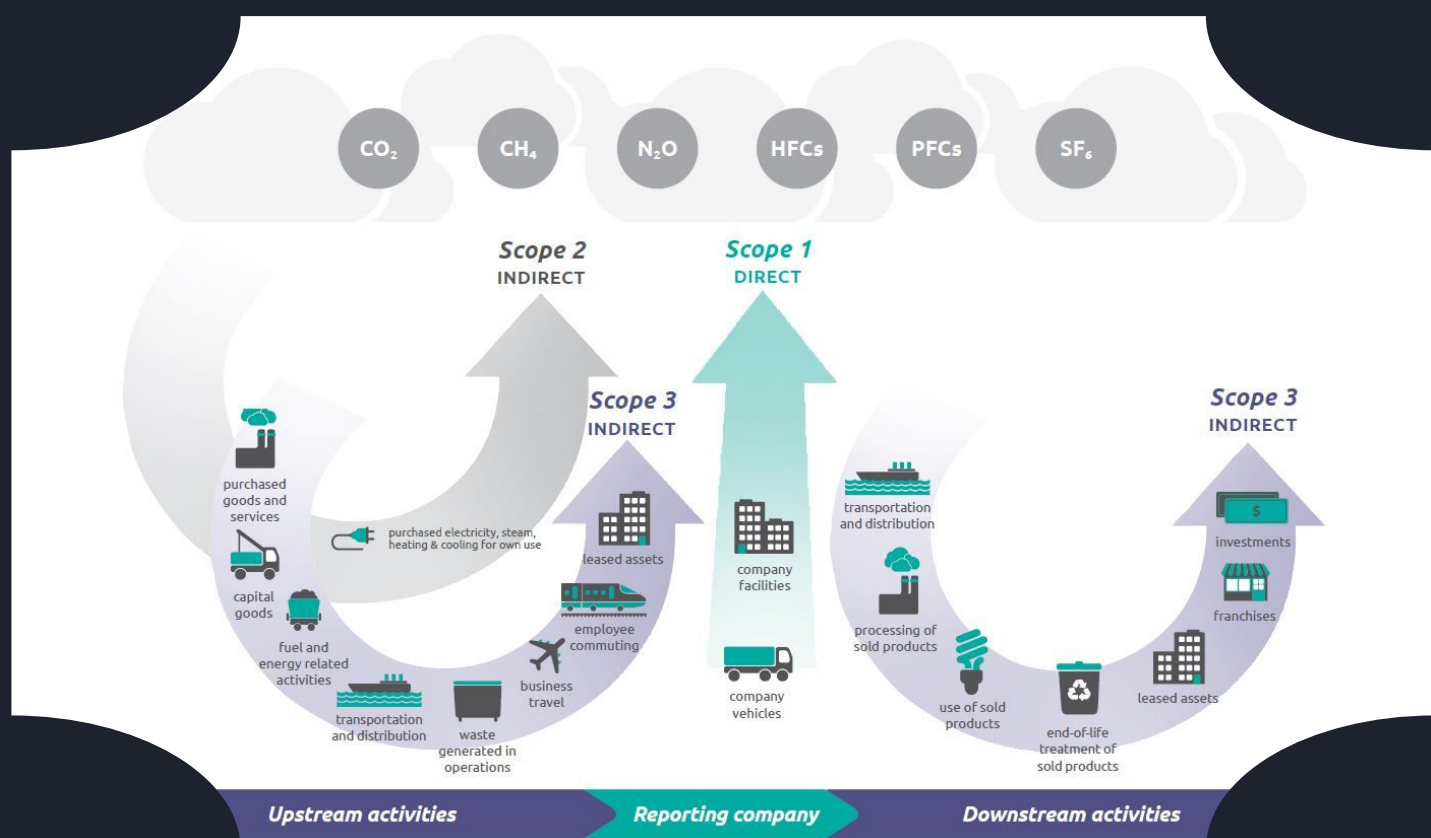 CO₂
CH₄
N₂O
HFCs
PFCs
SF₆
Scope 2
INDIRECT
Scope 1
DIRECT
Scope 3
INDIRECT
Scope 3
INDIRECT
purchased
goods and
services
capital
goods
fuel and
energy related
activities
transportation
and distribution
waste
generated in
operations
business
travel
employee
commuting
leased assets
purchased electricity, steam,
heating & cooling for own use
company
facilities
company
vehicles
transportation
and distribution
processing of
sold products
use of sold
products
end-of-life
treatment of
sold products
leased assets
franchises
$
investments
Upstream activities
Reporting company
Downstream activities